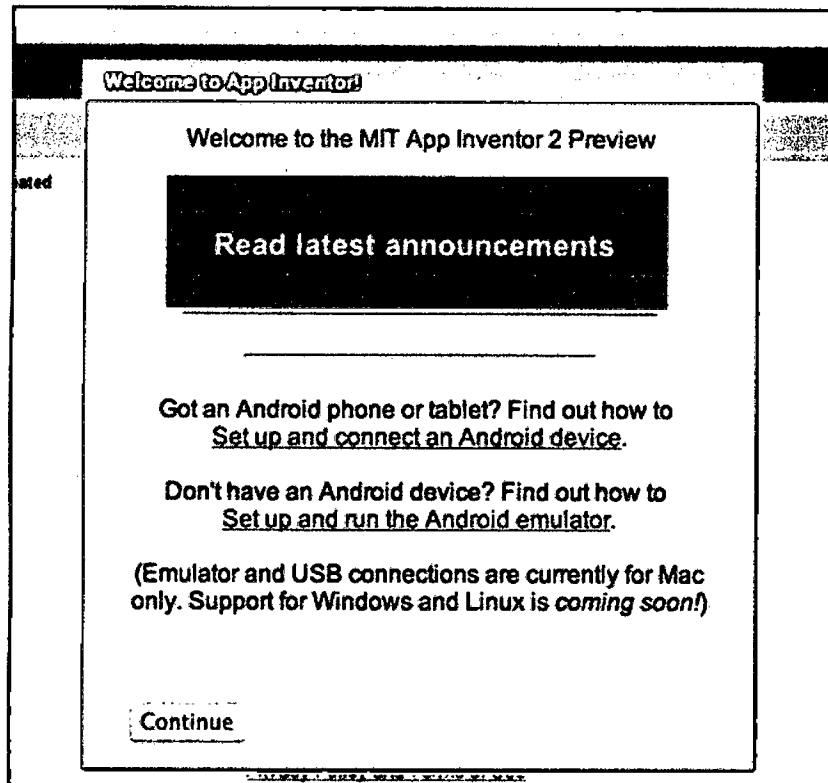 Welcome to App Inventor!
Welcome to the MIT App Inventor 2 Preview
Read latest announcements
Got an Android phone or tablet? Find out how to
Set up and connect an Android device.
Don't have an Android device? Find out how to
Set up and run the Android emulator.
(Emulator and USB connections are currently for Mac
only. Support for Windows and Linux is coming soon!)
Continue